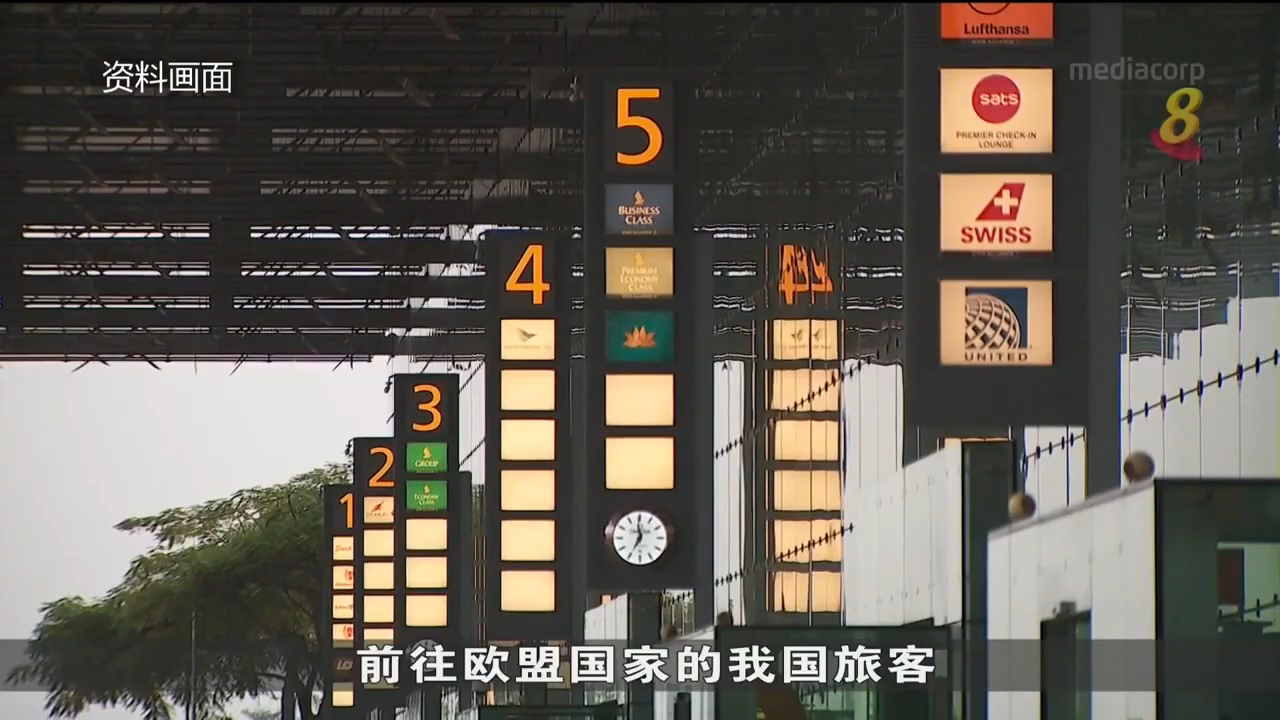 资料画面
mediacorp
8
Lufthansa
sats
PREMIER CHECK-IN
LOUNGE
SWISS
UNITED
5
BUSINESS
CLASS
PREMIUM
ECONOMY
CLASS
4
3
GROUP
ECONOMY
CLASS
2
1
前往欧盟国家的我国旅客